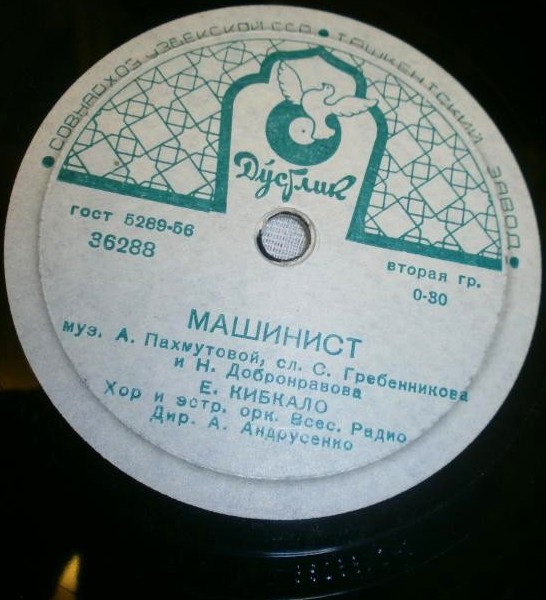 СОВНАРХОЗ УЗБЕКСКОЙ ССР • ТАШКЕНТСКИЙ ЗАВОД
Дӯстлик
гост 5289-56
36288
вторая гр.
0-30
МАШИНИСТ
муз. А. Пахмутовой, сл. С. Гребенникова
и Н. Добронравова
Е. КИБКАЛО
Хор и эстр. орк. Всес. Радио
Дир. А. Андрусенко